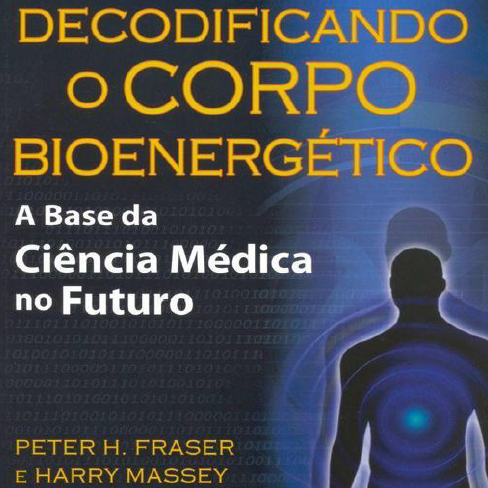 DECODIFICANDO
O CORPO
BIOENERGÉTICO
A Base da
Ciência Médica
no Futuro
PETER H. FRASER
E HARRY MASSEY